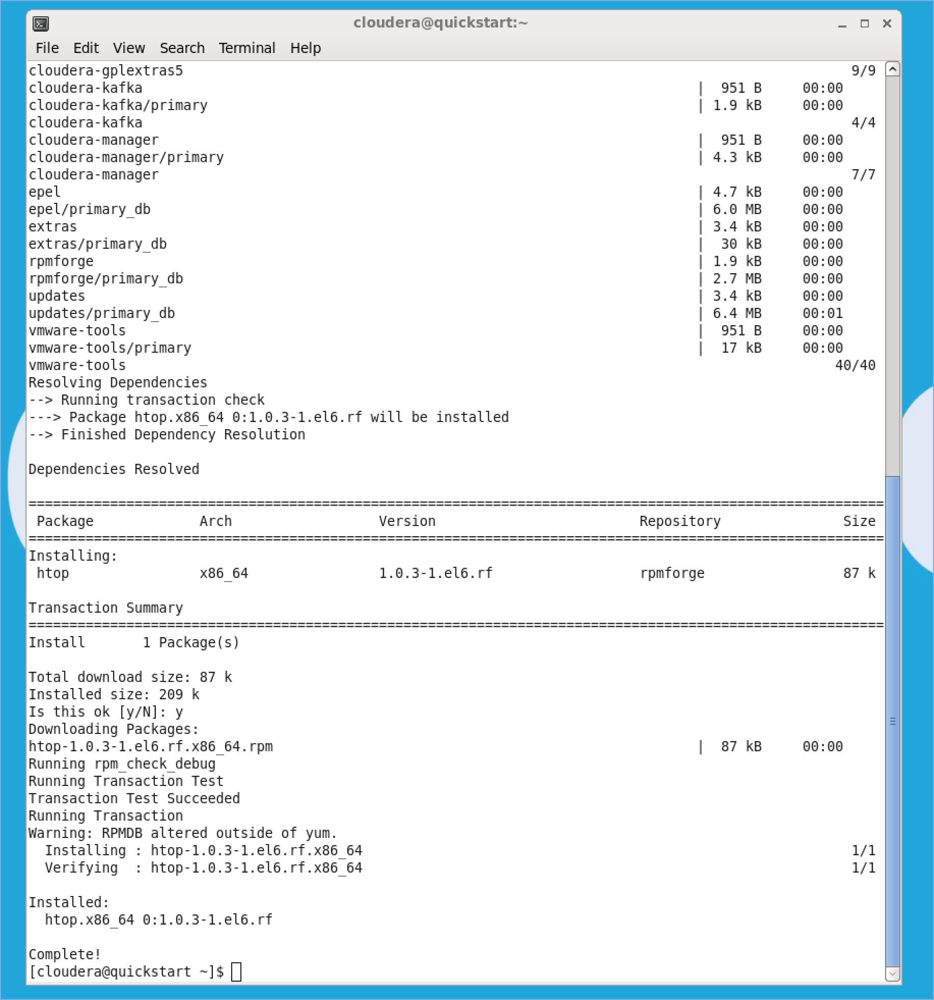 cloudera@quickstart:~
File Edit View Search Terminal Help
cloudera-gplextras5 9/9
cloudera-kafka | 951 B 00:00
cloudera-kafka/primary | 1.9 kB 00:00
cloudera-kafka 4/4
cloudera-manager | 951 B 00:00
cloudera-manager/primary | 4.3 kB 00:00
cloudera-manager 7/7
epel | 4.7 kB 00:00
epel/primary_db | 6.0 MB 00:00
extras | 3.4 kB 00:00
extras/primary_db | 30 kB 00:00
rpmforge | 1.9 kB 00:00
rpmforge/primary_db | 2.7 MB 00:00
updates | 3.4 kB 00:00
updates/primary_db | 6.4 MB 00:01
vmware-tools | 951 B 00:00
vmware-tools/primary | 17 kB 00:00
vmware-tools 40/40
Resolving Dependencies
--> Running transaction check
---> Package htop.x86_64 0:1.0.3-1.el6.rf will be installed
--> Finished Dependency Resolution
Dependencies Resolved
=========================================================================================================
Package Arch Version Repository Size
=========================================================================================================
Installing:
htop x86_64 1.0.3-1.el6.rf rpmforge 87 k
Transaction Summary
=========================================================================================================
Install 1 Package(s)
Total download size: 87 k
Installed size: 209 k
Is this ok [y/N]: y
Downloading Packages:
htop-1.0.3-1.el6.rf.x86_64.rpm | 87 kB 00:00
Running rpm_check_debug
Running Transaction Test
Transaction Test Succeeded
Running Transaction
Warning: RPMDB altered outside of yum.
Installing : htop-1.0.3-1.el6.rf.x86_64 1/1
Verifying : htop-1.0.3-1.el6.rf.x86_64 1/1
Installed:
htop.x86_64 0:1.0.3-1.el6.rf
Complete!
[cloudera@quickstart ~]$